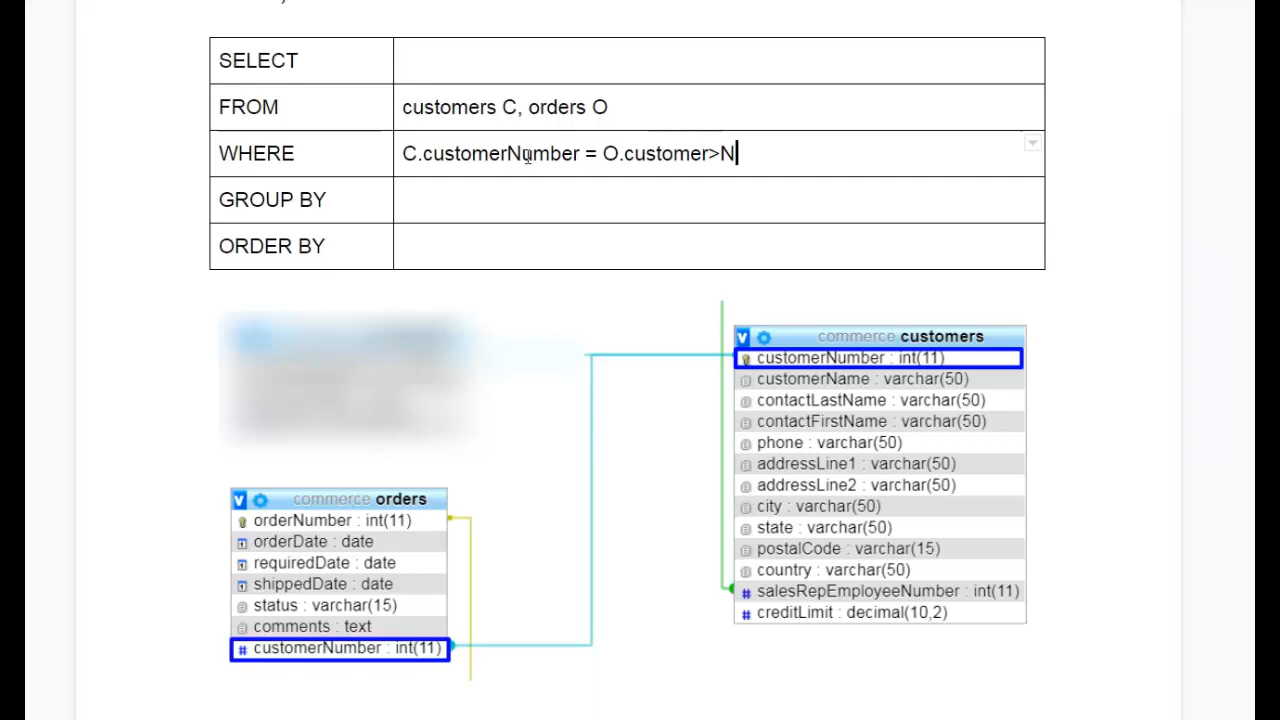 SELECT
FROM customers C, orders O
WHERE C.customerNumber = O.customer>N
GROUP BY
ORDER BY
V commerce customers
customerNumber : int(11)
customerName : varchar(50)
contactLastName : varchar(50)
contactFirstName : varchar(50)
phone : varchar(50)
addressLine1 : varchar(50)
addressLine2 : varchar(50)
city : varchar(50)
state : varchar(50)
postalCode : varchar(15)
country : varchar(50)
# salesRepEmployeeNumber : int(11)
# creditLimit : decimal(10,2)
V commerce orders
orderNumber : int(11)
orderDate : date
requiredDate : date
shippedDate : date
status : varchar(15)
comments : text
# customerNumber : int(11)